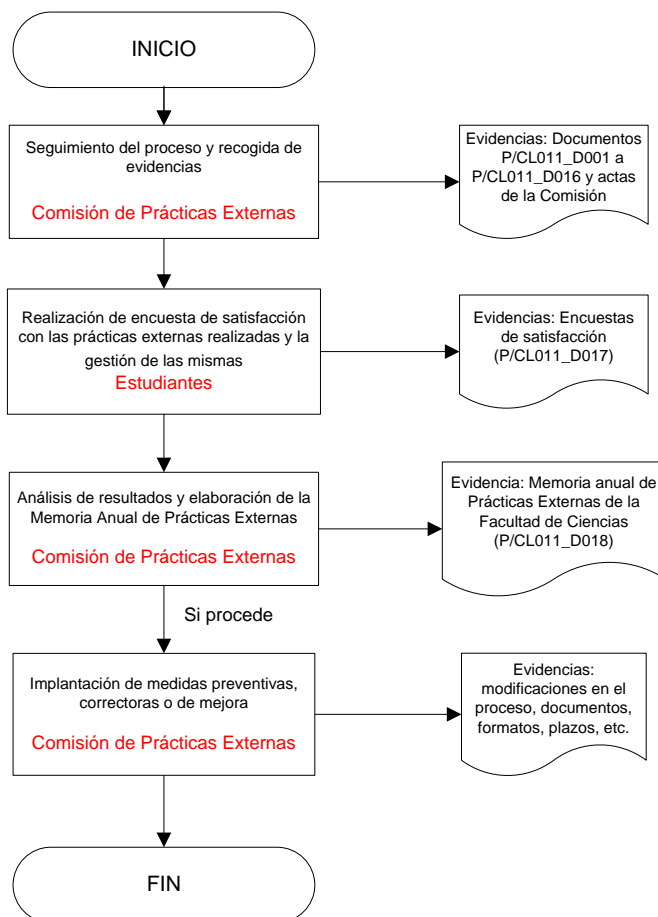 INICIO
Seguimiento del proceso y recogida de
evidencias
Comisión de Prácticas Externas
Evidencias: Documentos
P/CL011_D001 a
P/CL011_D016 y actas
de la Comisión
Realización de encuesta de satisfacción
con las prácticas externas realizadas y la
gestión de las mismas
Estudiantes
Evidencias: Encuestas
de satisfacción
(P/CL011_D017)
Análisis de resultados y elaboración de la
Memoria Anual de Prácticas Externas
Comisión de Prácticas Externas
Evidencia: Memoria anual de
Prácticas Externas de la
Facultad de Ciencias
(P/CL011_D018)
Si procede
Implantación de medidas preventivas,
correctoras o de mejora
Comisión de Prácticas Externas
Evidencias:
modificaciones en el
proceso, documentos,
formatos, plazos, etc.
FIN